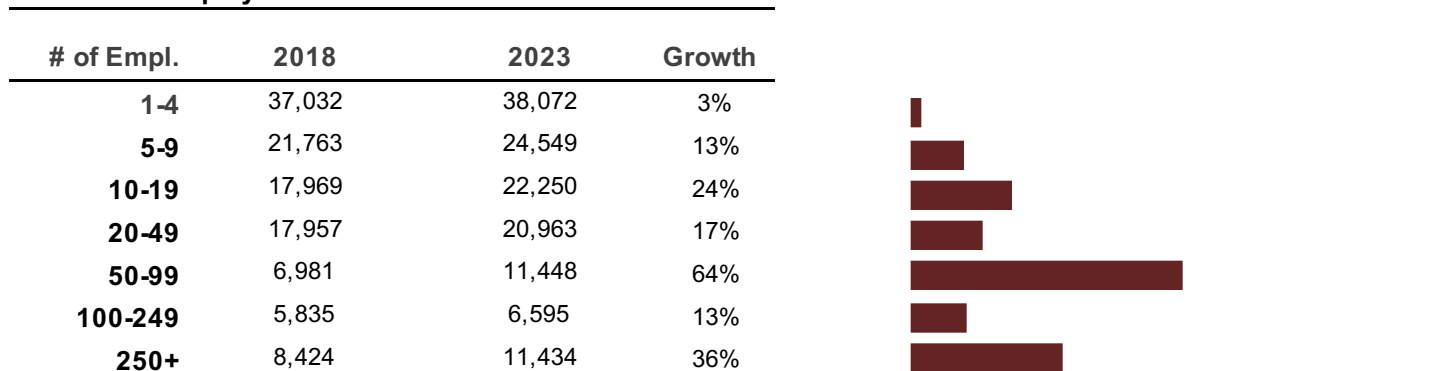 # of Empl. 2018 2023 Growth
1-4 37,032 38,072 3%
5-9 21,763 24,549 13%
10-19 17,969 22,250 24%
20-49 17,957 20,963 17%
50-99 6,981 11,448 64%
100-249 5,835 6,595 13%
250+ 8,424 11,434 36%